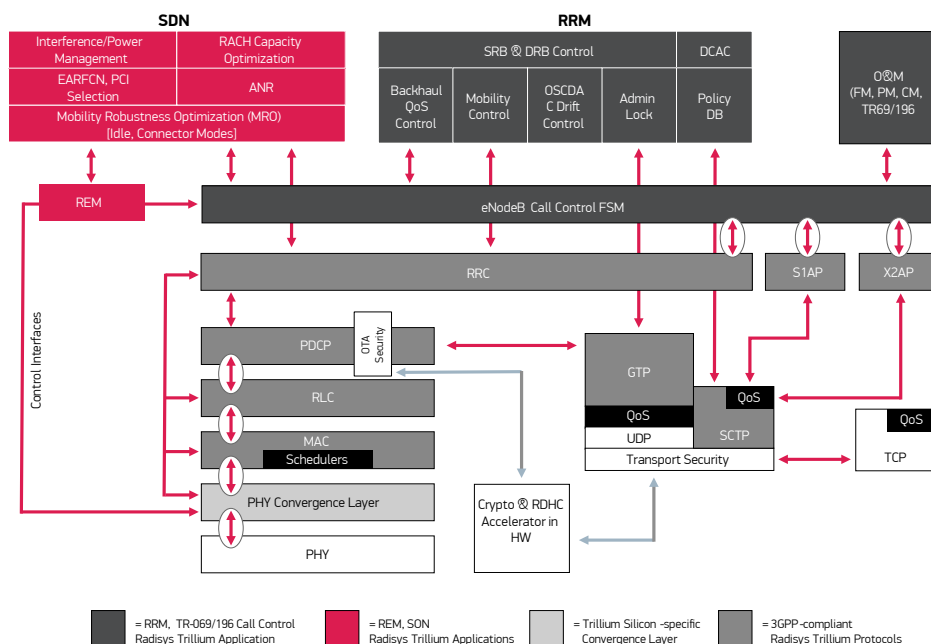 SDN
RRM
Interference/Power
Management
RACH Capacity
Optimization
EARFCN, PCI
Selection
ANR
Mobility Robustness Optimization (MRO)
[Idle, Connector Modes]
SRB & DRB Control
DCAC
Backhaul
QoS
Control
Mobility
Control
OSCDA
C Drift
Control
Admin
Lock
Policy
DB
O&M
(FM, PM, CM,
TR69/196
REM
eNodeB Call Control FSM
RRC
S1AP
X2AP
Control Interfaces
PDCP
OTA
Security
RLC
MAC
Schedulers
PHY Convergence Layer
PHY
GTP
QoS
UDP
QoS
SCTP
Transport Security
QoS
TCP
Crypto & RDHC
Accelerator in
HW
= RRM, TR-069/196 Call Control
Radisys Trillium Application
= REM, SON
Radisys Trillium Applications
= Trillium Silicon -specific
Convergence Layer
= 3GPP-compliant
Radisys Trillium Protocols